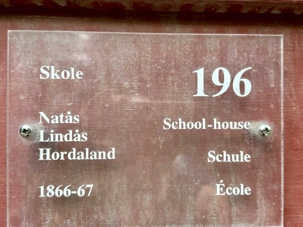 Skole 196
Natås School-house
Lindås
Hordaland Schule
1866-67 École